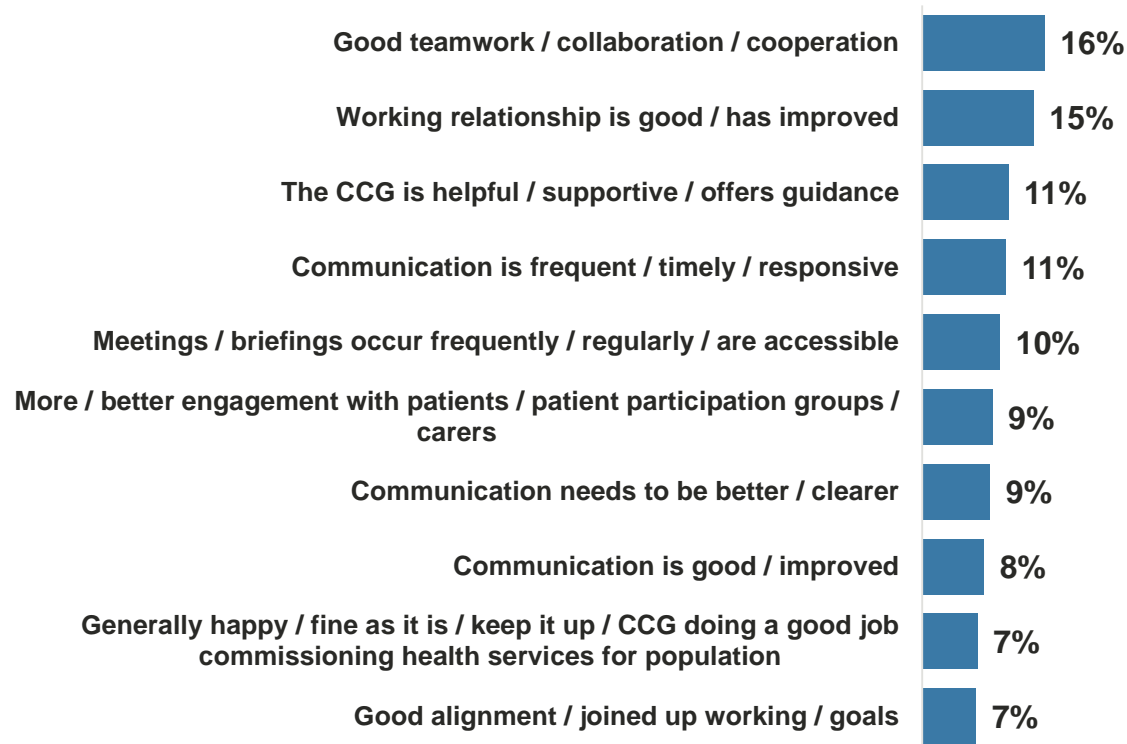 Good teamwork / collaboration / cooperation 16%
Working relationship is good / has improved 15%
The CCG is helpful / supportive / offers guidance 11%
Communication is frequent / timely / responsive 11%
Meetings / briefings occur frequently / regularly / are accessible 10%
More / better engagement with patients / patient participation groups /
carers 9%
Communication needs to be better / clearer 9%
Communication is good / improved 8%
Generally happy / fine as it is / keep it up / CCG doing a good job
commissioning health services for population 7%
Good alignment / joined up working / goals 7%